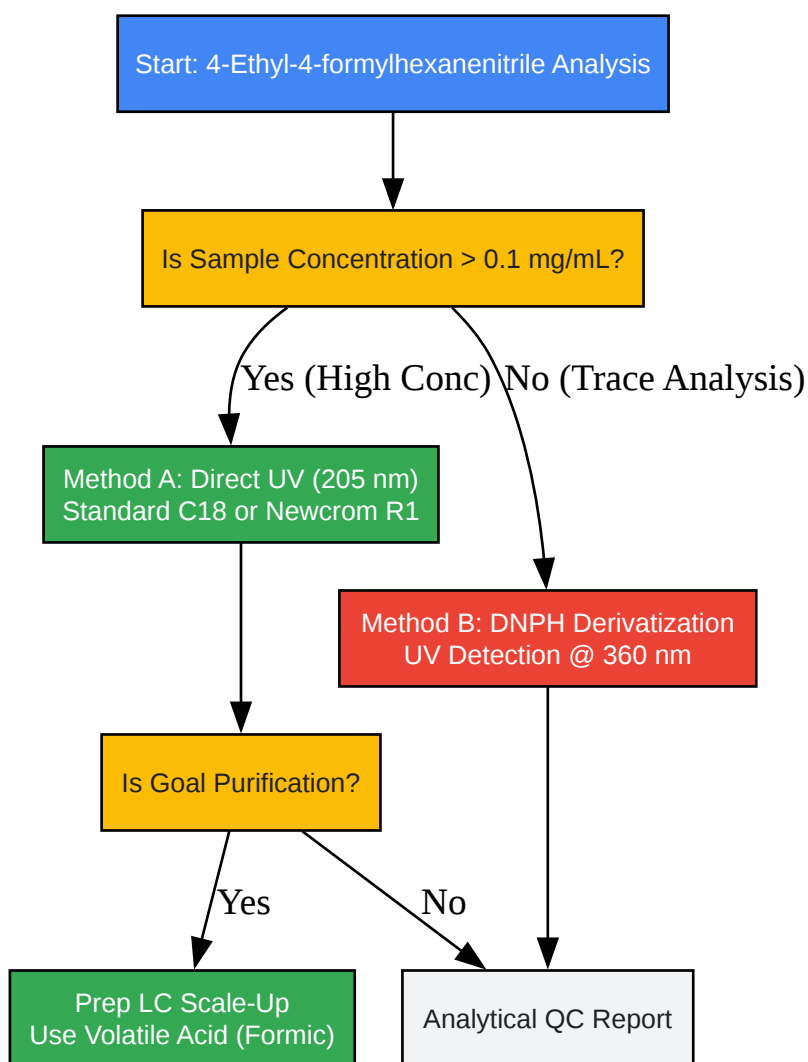 Start: 4-Ethyl-4-formylhexanenitrile Analysis
Is Sample Concentration > 0.1 mg/mL?
Yes (High Conc)
No (Trace Analysis)
Method A: Direct UV (205 nm)
Standard C18 or Newcrom R1
Method B: DNPH Derivatization
UV Detection @ 360 nm
Is Goal Purification?
Yes
No
Prep LC Scale-Up
Use Volatile Acid (Formic)
Analytical QC Report